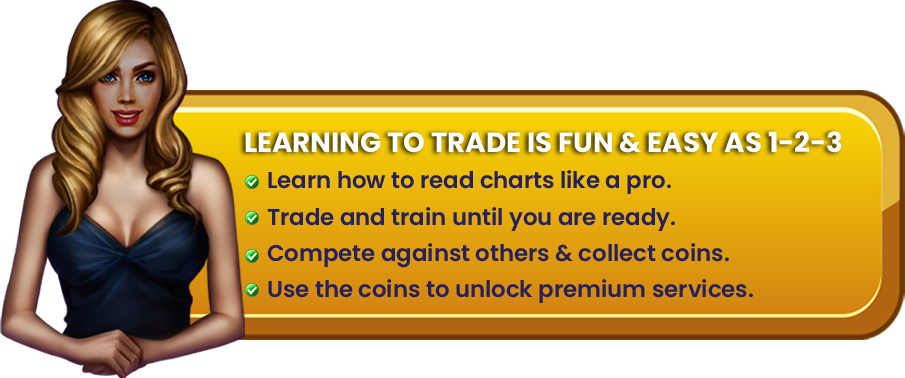 LEARNING TO TRADE IS FUN & EASY AS 1-2-3
Learn how to read charts like a pro.
Trade and train until you are ready.
Compete against others & collect coins.
Use the coins to unlock premium services.